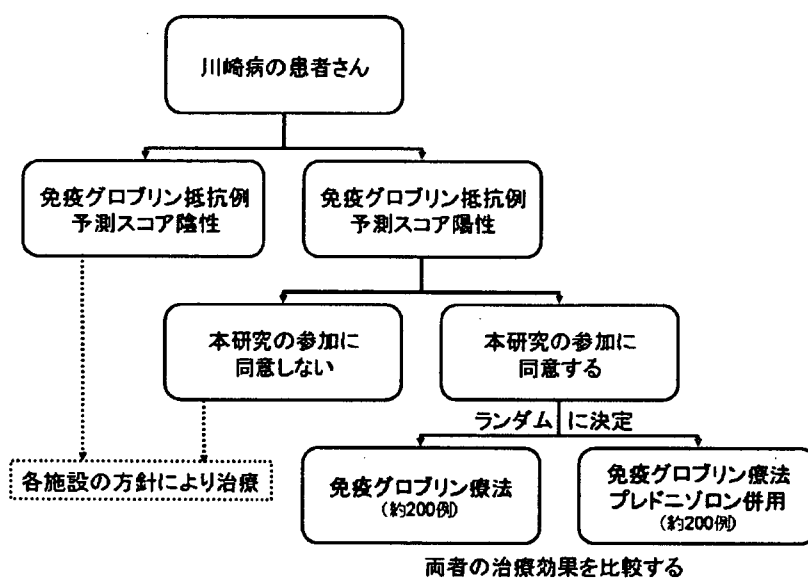 川崎病の患者さん
免疫グロブリン抵抗例
予測スコア陰性
免疫グロブリン抵抗例
予測スコア陽性
本研究の参加に
同意しない
本研究の参加に
同意する
ランダム に決定
各施設の方針により治療
免疫グロブリン療法
(約200例)
免疫グロブリン療法
プレドニゾロン併用
(約200例)
両者の治療効果を比較する